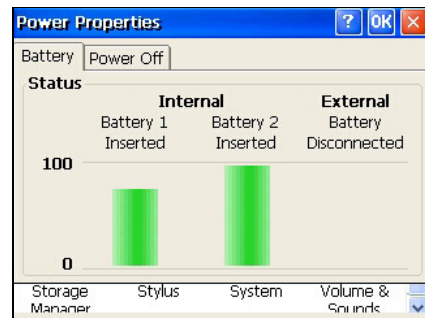 Power Properties ? OK ×
Battery Power Off
Status
Internal External
Battery 1 Battery 2 Battery
Inserted Inserted Disconnected
100
0
Storage Stylus System Volume &
Manager Sounds